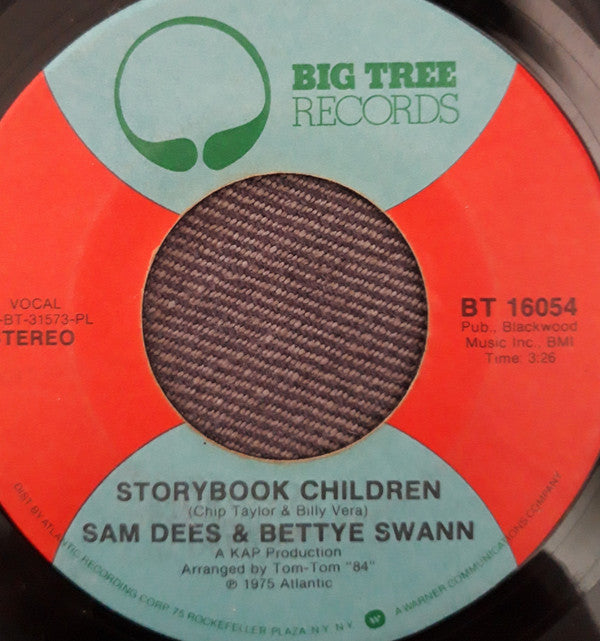 BIG TREE
RECORDS
VOCAL
-BT-31573-PL
TEREO
BT 16054
Pub., Blackwood
Music Inc., BMI
Time: 3:26
STORYBOOK CHILDREN
(Chip Taylor & Billy Vera)
SAM DEES & BETTYE SWANN
A KAP Production
Arranged by Tom-Tom "84"
℗ 1975 Atlantic
DIST. BY ATLANTIC RECORDING CORP. 75 ROCKEFELLER PLAZA N.Y. N.Y. A WARNER COMMUNICATIONS COMPANY